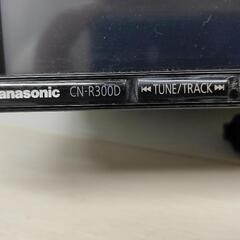 Panasonic CN-R300D ⏮ TUNE/TRACK ⏭